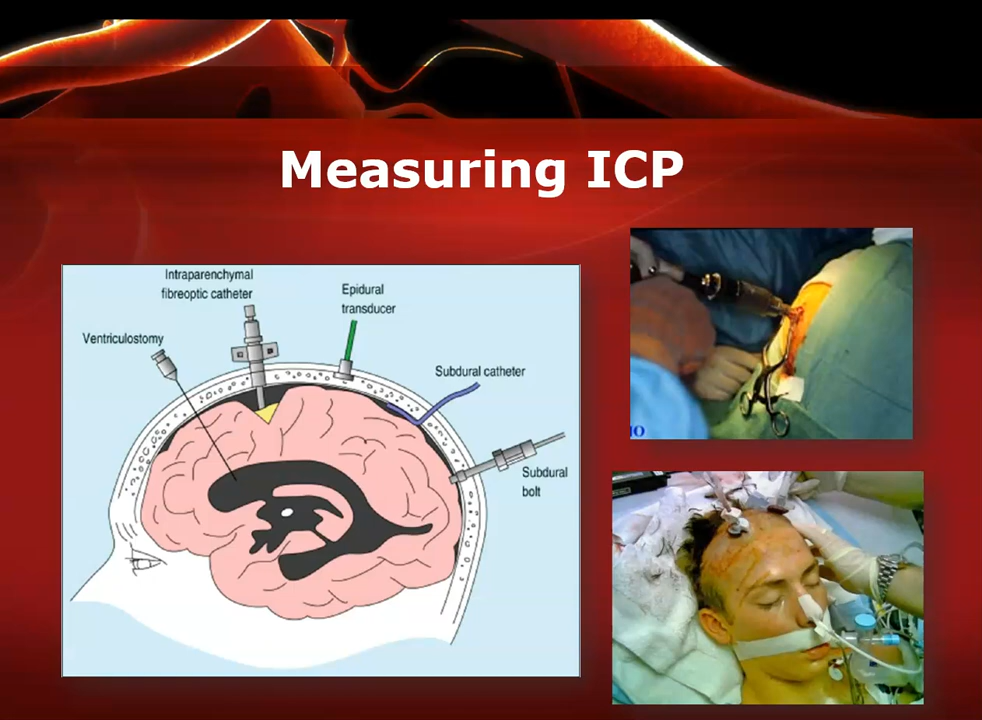 Measuring ICP
Intraparenchymal
fibreoptic catheter
Epidural
transducer
Ventriculostomy
Subdural catheter
Subdural
bolt